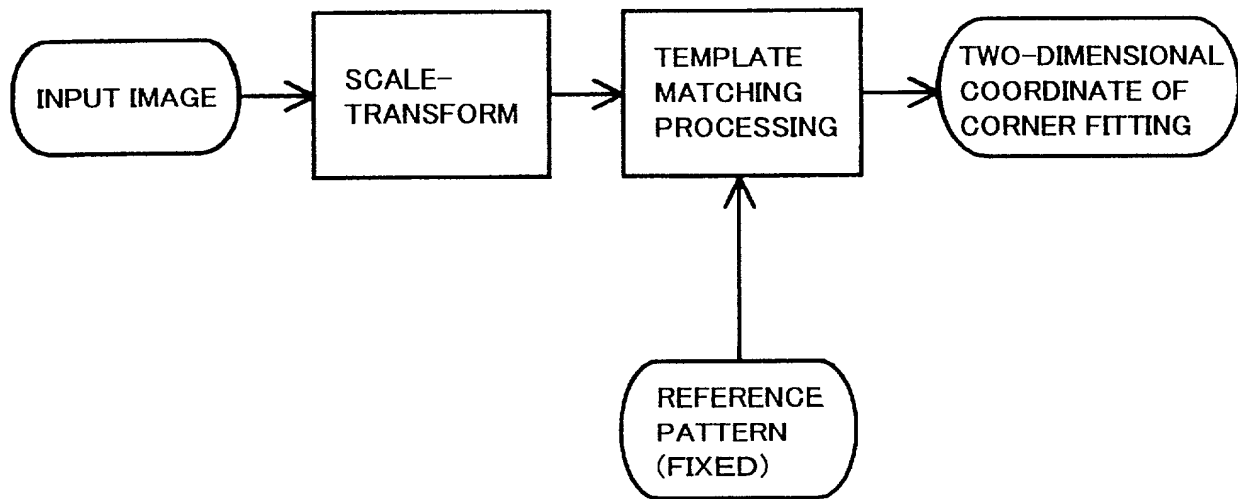 INPUT IMAGE
SCALE-
TRANSFORM
TEMPLATE
MATCHING
PROCESSING
TWO-DIMENSIONAL
COORDINATE OF
CORNER FITTING
REFERENCE
PATTERN
(FIXED)